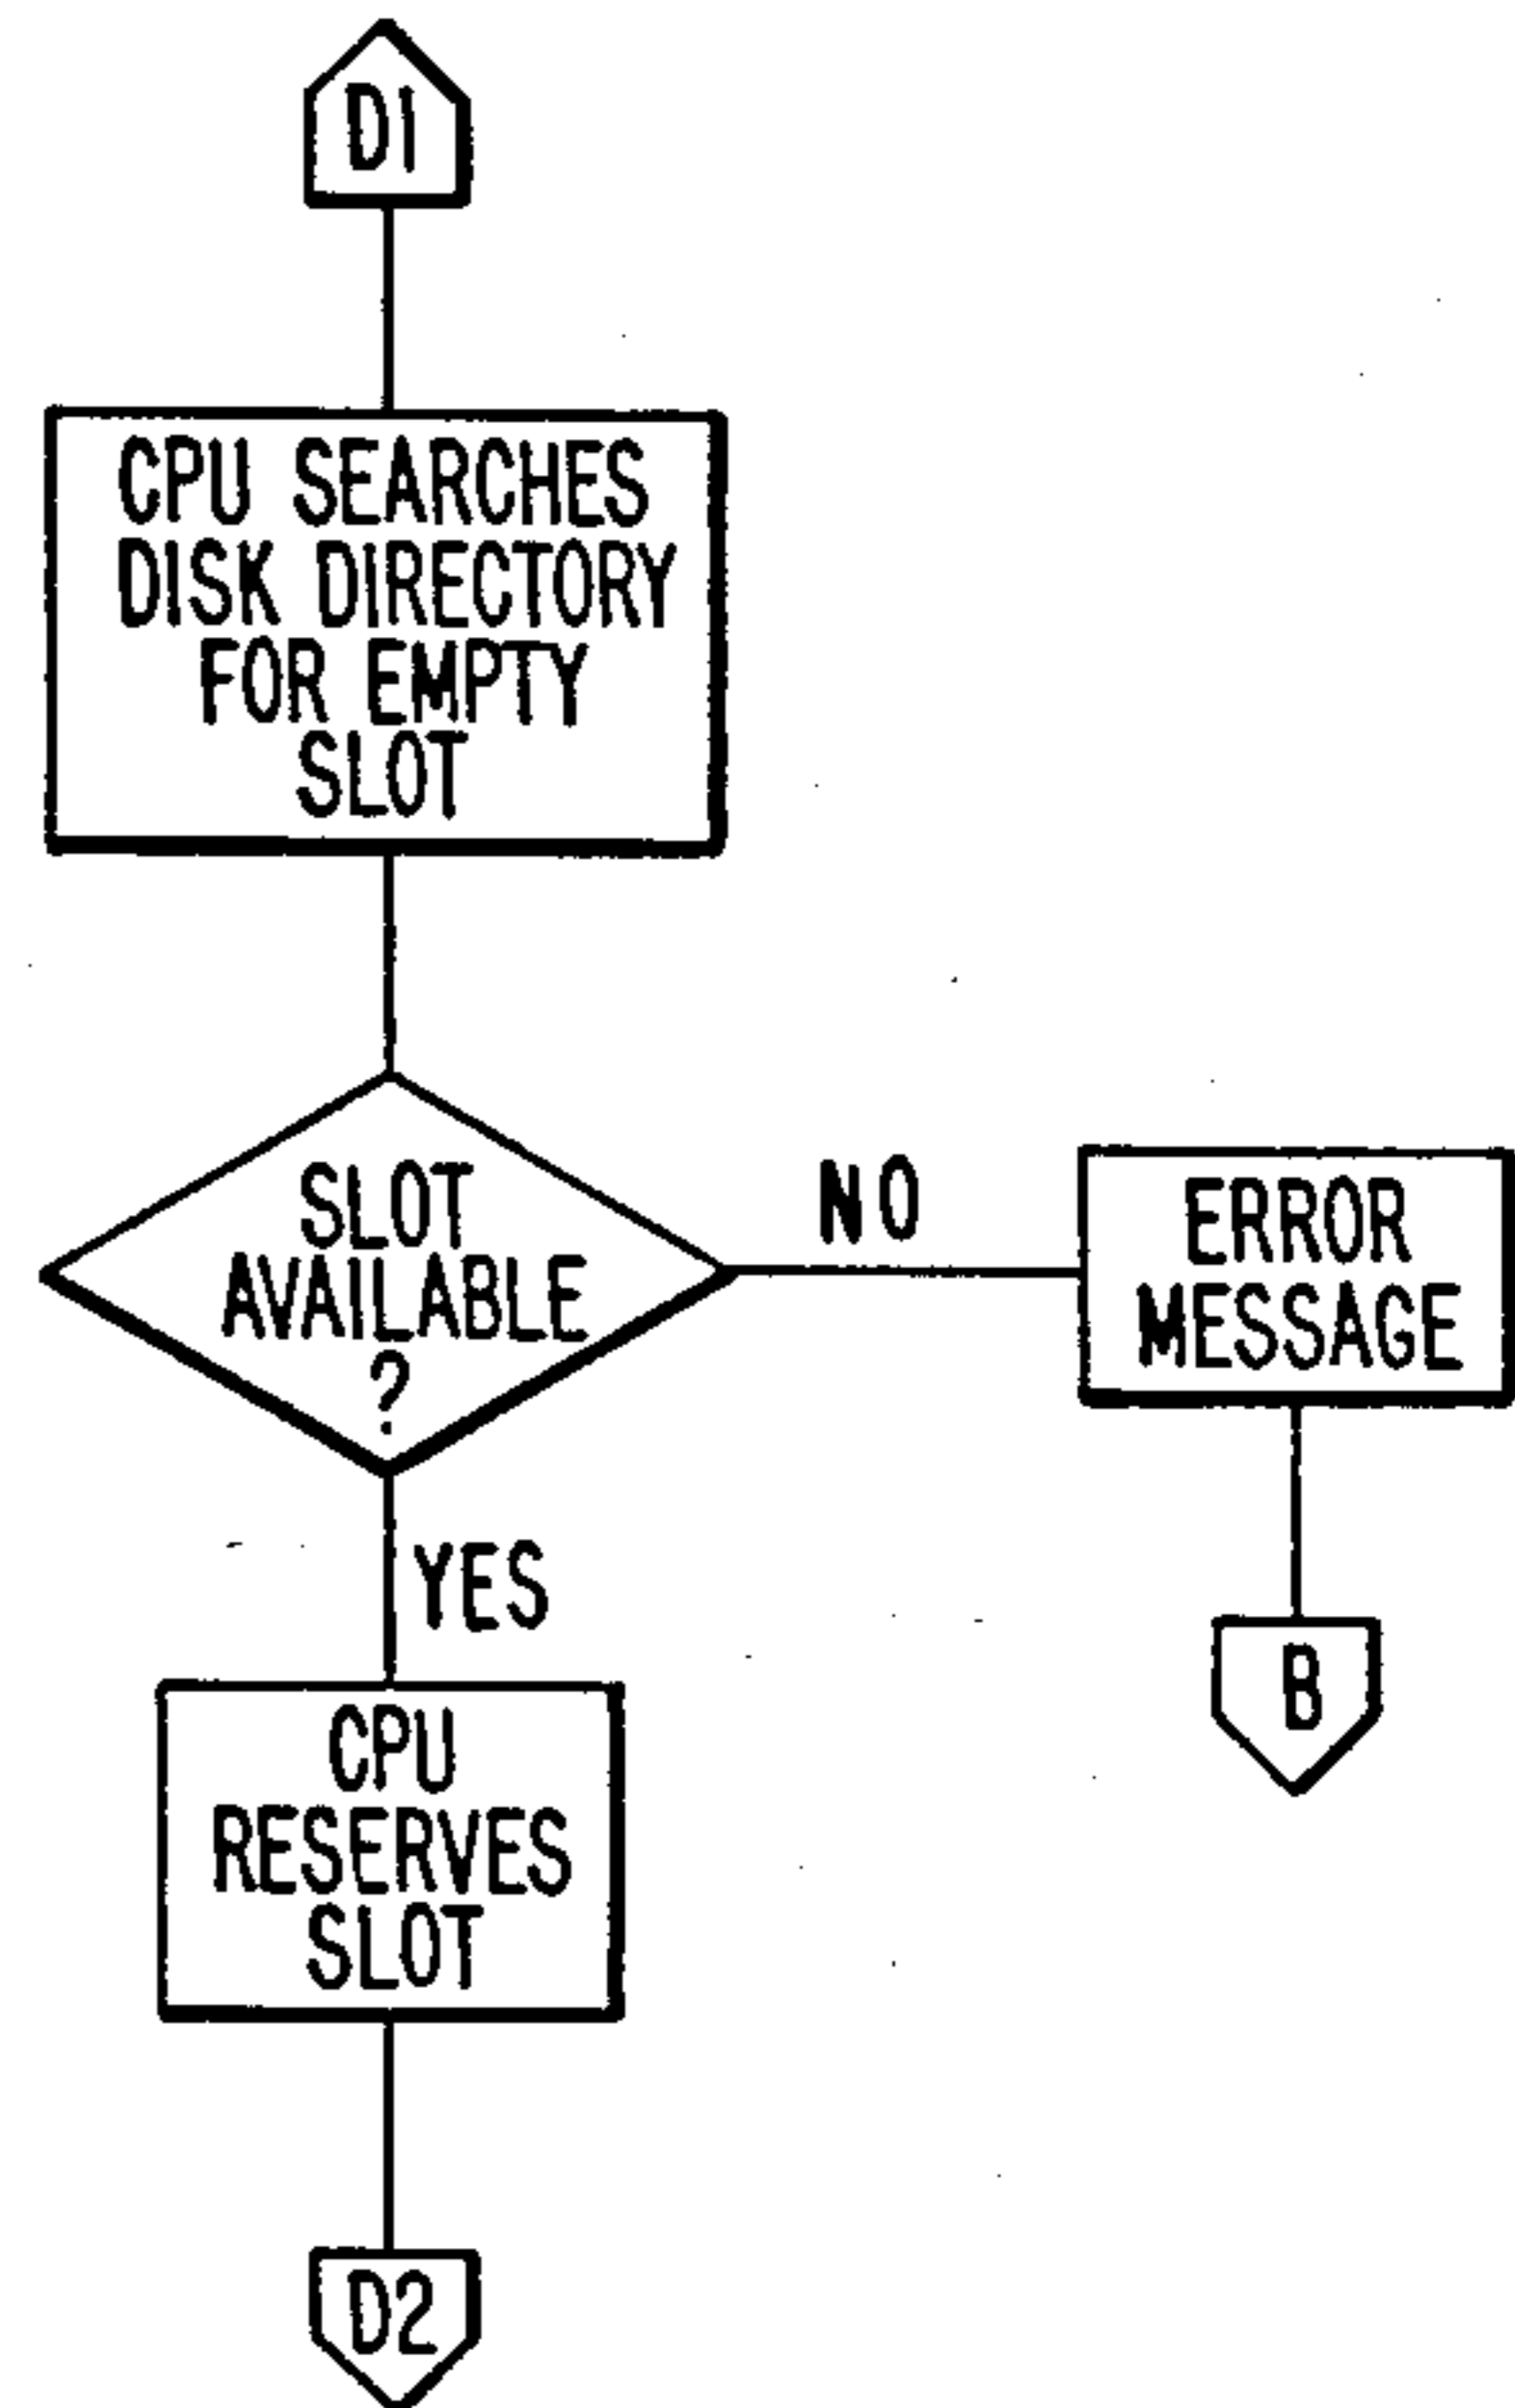 D1
CPU SEARCHES
DISK DIRECTORY
FOR EMPTY
SLOT
SLOT
AVAILABLE
?
NO
ERROR
MESSAGE
B
YES
CPU
RESERVES
SLOT
D2